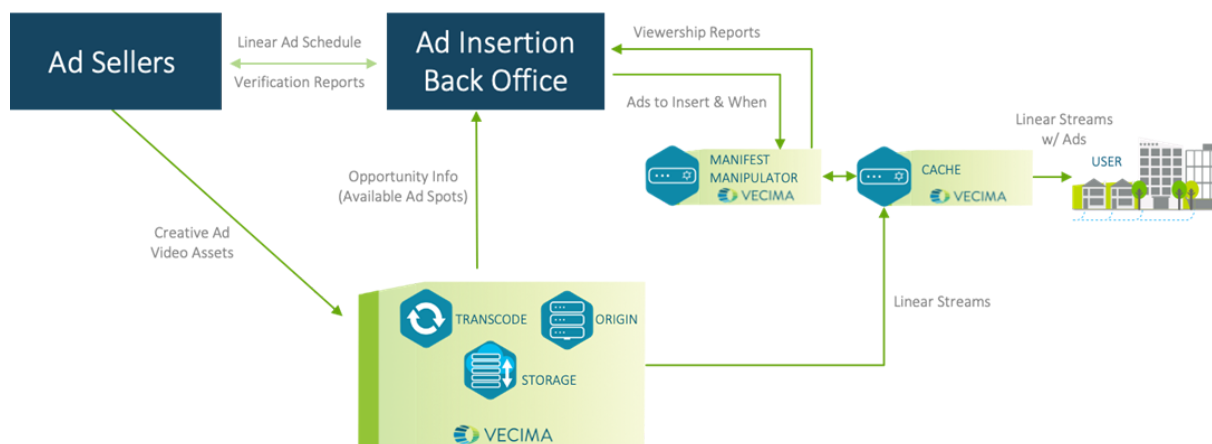 Ad Sellers
Linear Ad Schedule
Verification Reports
Ad Insertion
Back Office
Viewership Reports
Ads to Insert & When
Linear Streams
w/ Ads
USER
MANIFEST
MANIPULATOR
VECIMA
CACHE
VECIMA
Opportunity Info
(Available Ad Spots)
Creative Ad
Video Assets
Linear Streams
TRANSCODE
ORIGIN
STORAGE
VECIMA